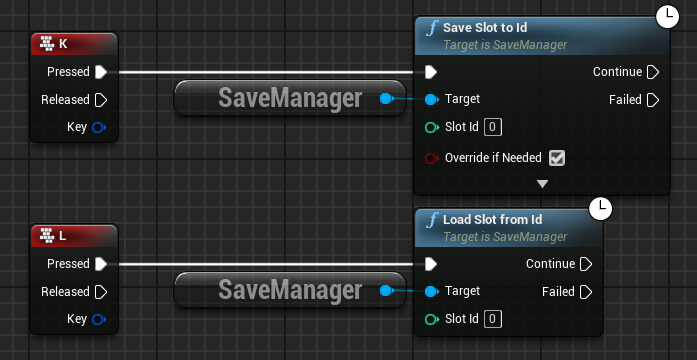 K
Pressed
Released
Key
SaveManager
Save Slot to Id
Target is SaveManager
Continue
Target
Failed
Slot Id 0
Override if Needed
L
Pressed
Released
Key
SaveManager
Load Slot from Id
Target is SaveManager
Continue
Target
Failed
Slot Id 0